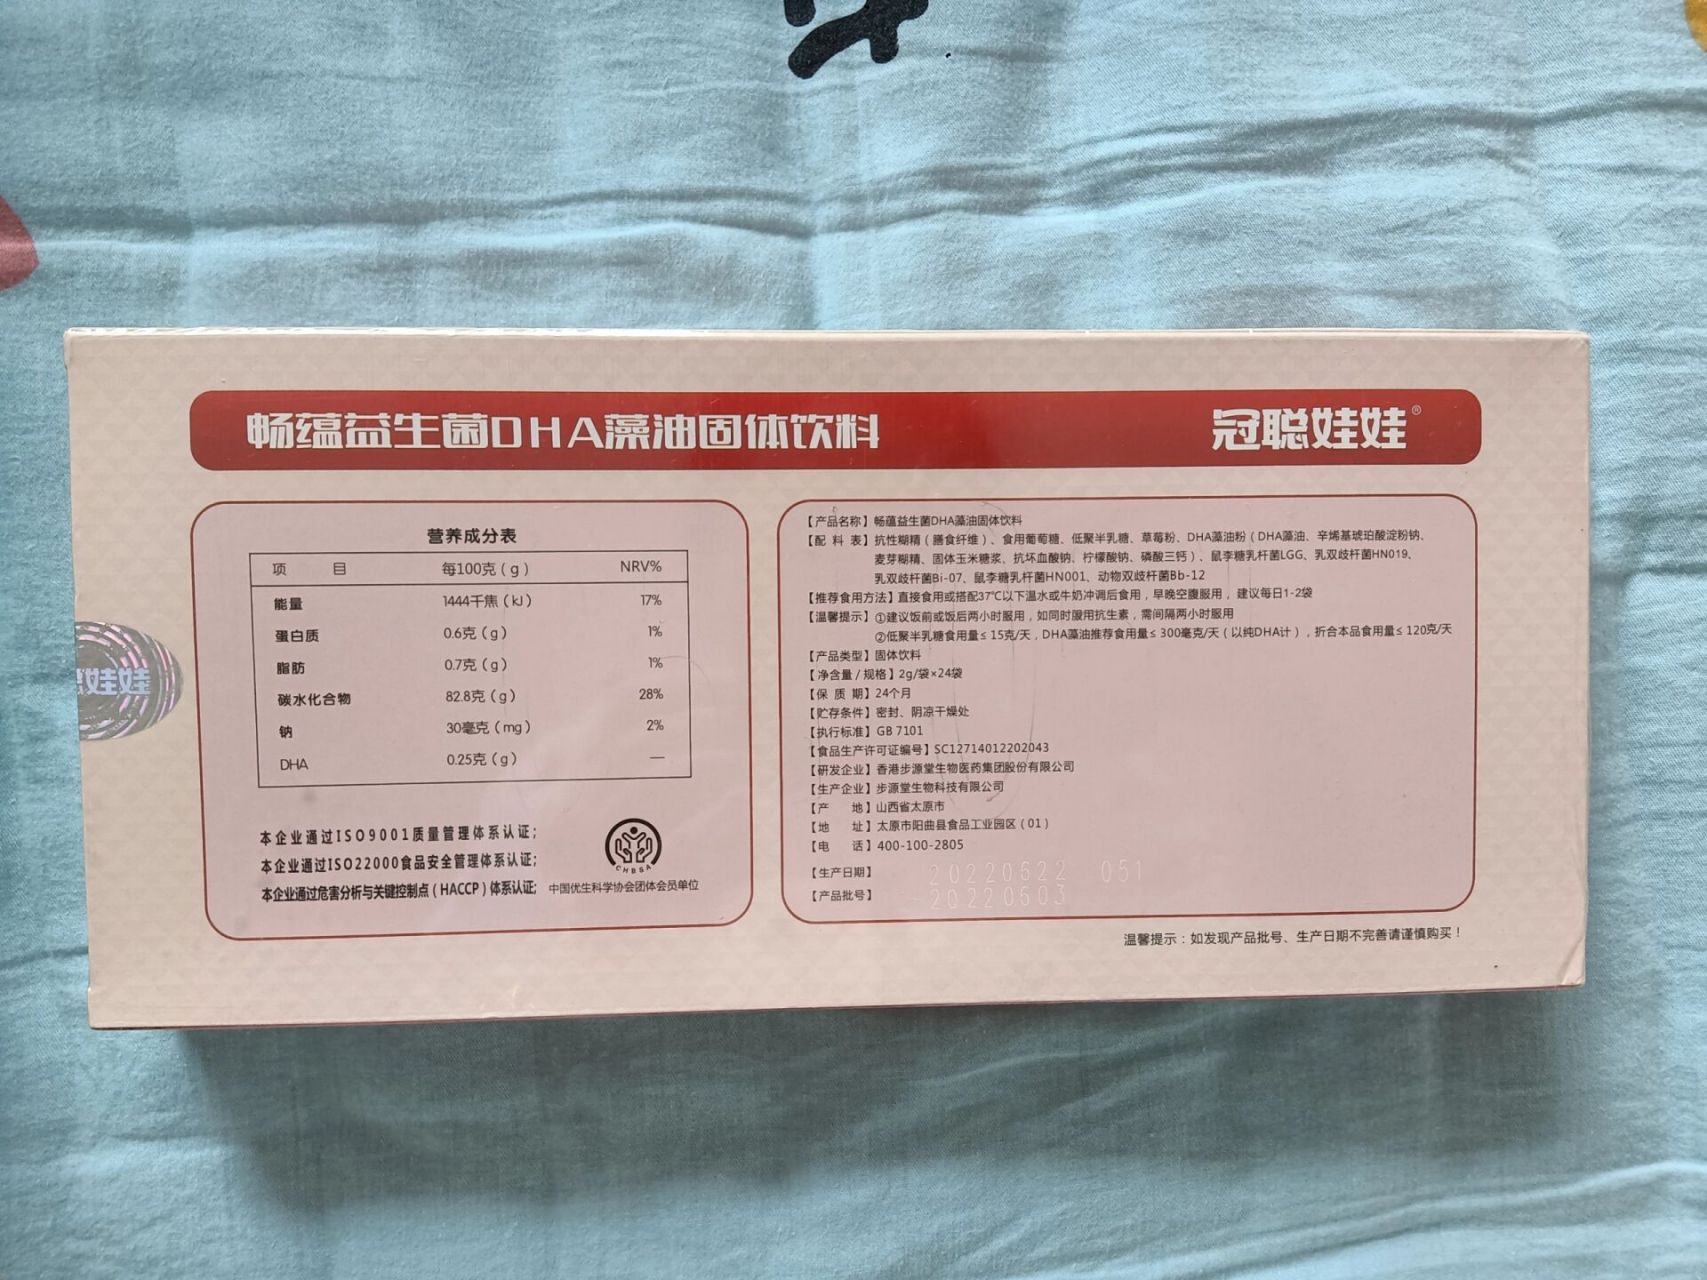 畅蕴益生菌DHA藻油固体饮料
冠聪娃娃®
营养成分表
项 目 每100克（g） NRV%
能量 1444千焦（kJ） 17%
蛋白质 0.6克（g） 1%
脂肪 0.7克（g） 1%
碳水化合物 82.8克（g） 28%
钠 30毫克（mg） 2%
DHA 0.25克（g） —
本企业通过ISO9001质量管理体系认证;
本企业通过ISO22000食品安全管理体系认证;
本企业通过危害分析与关键控制点（HACCP）体系认证;
CHBSA
中国优生科学协会团体会员单位
【产品名称】畅蕴益生菌DHA藻油固体饮料
【配 料 表】抗性糊精（膳食纤维）、食用葡萄糖、低聚半乳糖、草莓粉、DHA藻油粉（DHA藻油、辛烯基琥珀酸淀粉钠、
麦芽糊精、固体玉米糖浆、抗坏血酸钠、柠檬酸钠、磷酸三钙）、鼠李糖乳杆菌LGG、乳双歧杆菌HN019、
乳双歧杆菌Bi-07、鼠李糖乳杆菌HN001、动物双歧杆菌Bb-12
【推荐食用方法】直接食用或搭配37℃以下温水或牛奶冲调后食用，早晚空腹服用，建议每日1-2袋
【温馨提示】①建议饭前或饭后两小时服用，如同时服用抗生素，需间隔两小时服用
②低聚半乳糖食用量≤15克/天，DHA藻油推荐食用量≤300毫克/天（以纯DHA计），折合本品食用量≤120克/天
【产品类型】固体饮料
【净含量/规格】2g/袋×24袋
【保 质 期】24个月
【贮存条件】密封、阴凉干燥处
【执行标准】GB 7101
【食品生产许可证编号】SC12714012202043
【研发企业】香港步源堂生物医药集团股份有限公司
【生产企业】步源堂生物科技有限公司
【产 地】山西省太原市
【地 址】太原市阳曲县食品工业园区（01）
【电 话】400-100-2805
【生产日期】20220622 051
【产品批号】20220603
温馨提示：如发现产品批号、生产日期不完善请谨慎购买！
娃娃